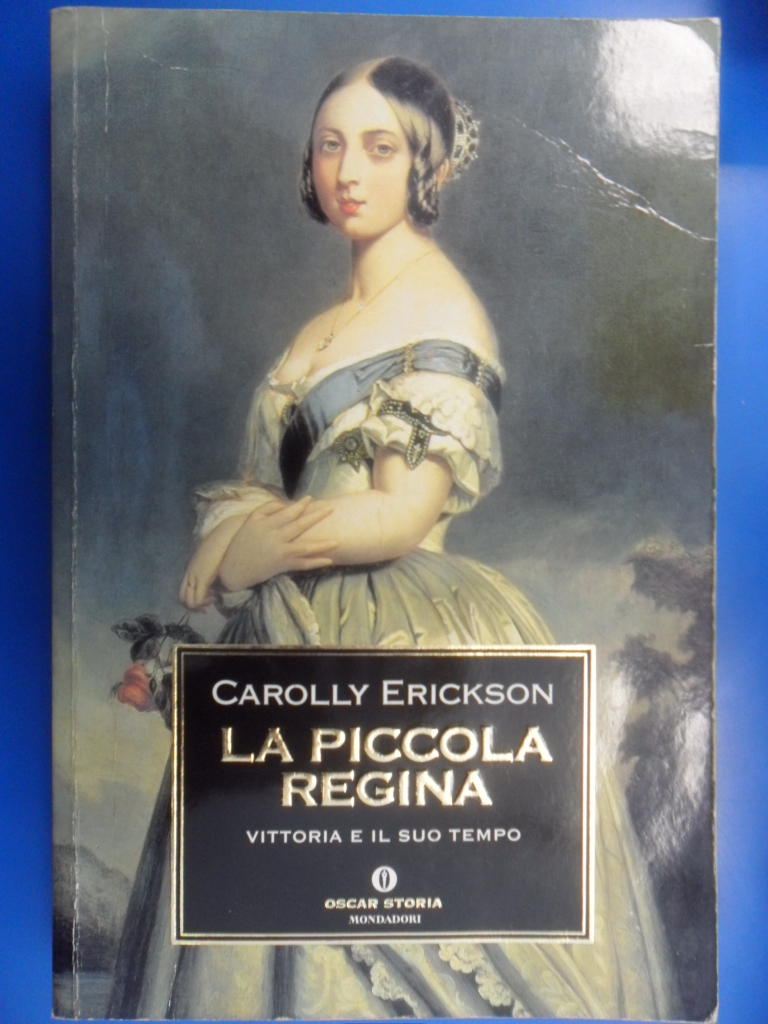 CAROLLY ERICKSON
LA PICCOLA
REGINA
VITTORIA E IL SUO TEMPO
OSCAR STORIA
MONDADORI